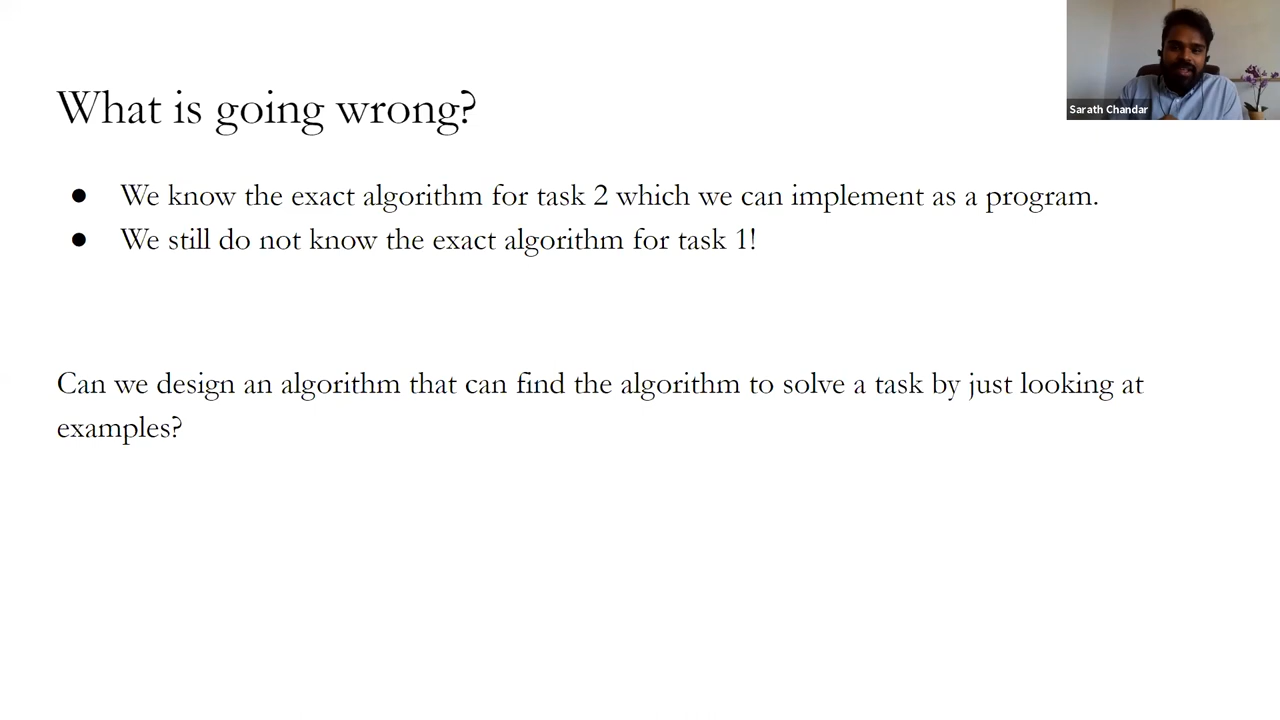 What is going wrong?
Sarath Chandar
● We know the exact algorithm for task 2 which we can implement as a program.
● We still do not know the exact algorithm for task 1!
Can we design an algorithm that can find the algorithm to solve a task by just looking at
examples?